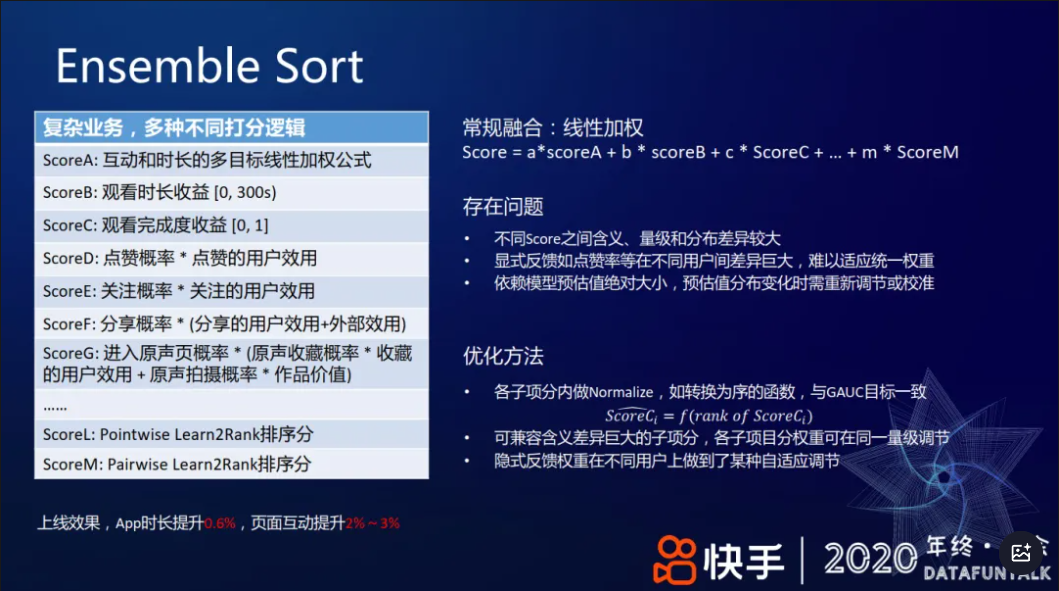 Ensemble Sort
复杂业务，多种不同打分逻辑
ScoreA: 互动和时长的多目标线性加权公式
ScoreB: 观看时长收益 [0, 300s)
ScoreC: 观看完成度收益 [0, 1]
ScoreD: 点赞概率 * 点赞的用户效用
ScoreE: 关注概率 * 关注的用户效用
ScoreF: 分享概率 * (分享的用户效用+外部效用)
ScoreG: 进入原声页概率 * (原声收藏概率 * 收藏
的用户效用 + 原声拍摄概率 * 作品价值)
......
ScoreL: Pointwise Learn2Rank排序分
ScoreM: Pairwise Learn2Rank排序分
上线效果，App时长提升0.6%，页面互动提升2%～3%
常规融合：线性加权
Score = a*scoreA + b * scoreB + c * ScoreC + ... + m * ScoreM
存在问题
• 不同Score之间含义、量级和分布差异较大
• 显式反馈如点赞率等在不同用户间差异巨大，难以适应统一权重
• 依赖模型预估值绝对大小，预估值分布变化时需重新调节或校准
优化方法
• 各子项分内做Normalize，如转换为序的函数，与GAUC目标一致
$\widehat{ScoreC_i} = f(rank\ of\ ScoreC_i)$
• 可兼容含义差异巨大的子项分，各子项目分权重可在同一量级调节
• 隐式反馈权重在不同用户上做到了某种自适应调节
快手
2020
年终·
会
DATAFUNTALK